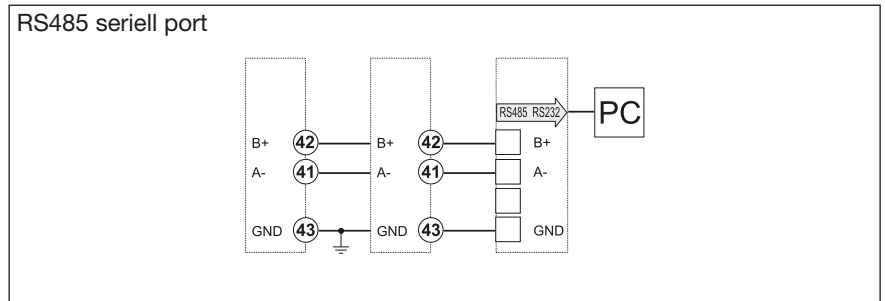 RS485 seriell port
RS485 RS232
PC
B+ 42 B+ 42 B+
A- 41 A- 41 A-
GND 43 GND 43 GND